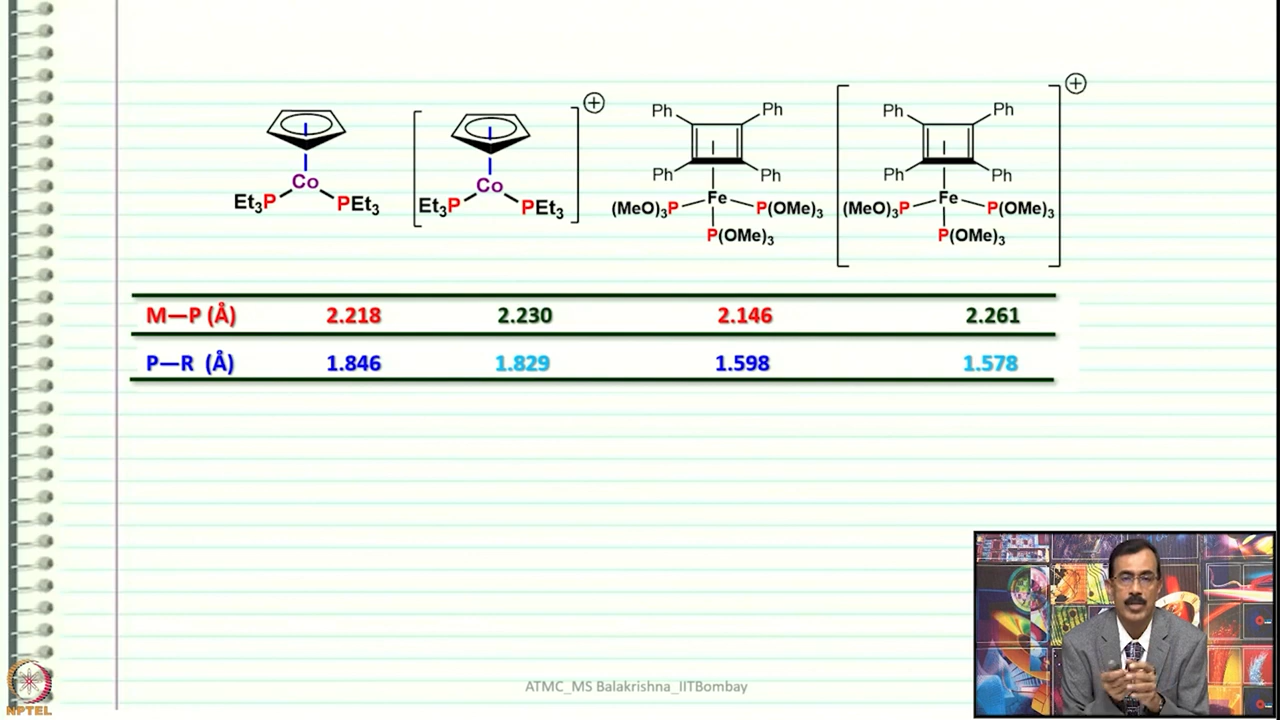 ⊕ ⊕
Ph Ph Ph Ph
Co Co
Et₃P PEt₃ Et₃P PEt₃
Ph Ph Ph Ph
Fe Fe
(MeO)₃P P(OMe)₃ (MeO)₃P P(OMe)₃
P(OMe)₃ P(OMe)₃
M—P (Å) 2.218 2.230 2.146 2.261
P—R (Å) 1.846 1.829 1.598 1.578
ATMC_MS Balakrishna_IITBombay
NPTEL